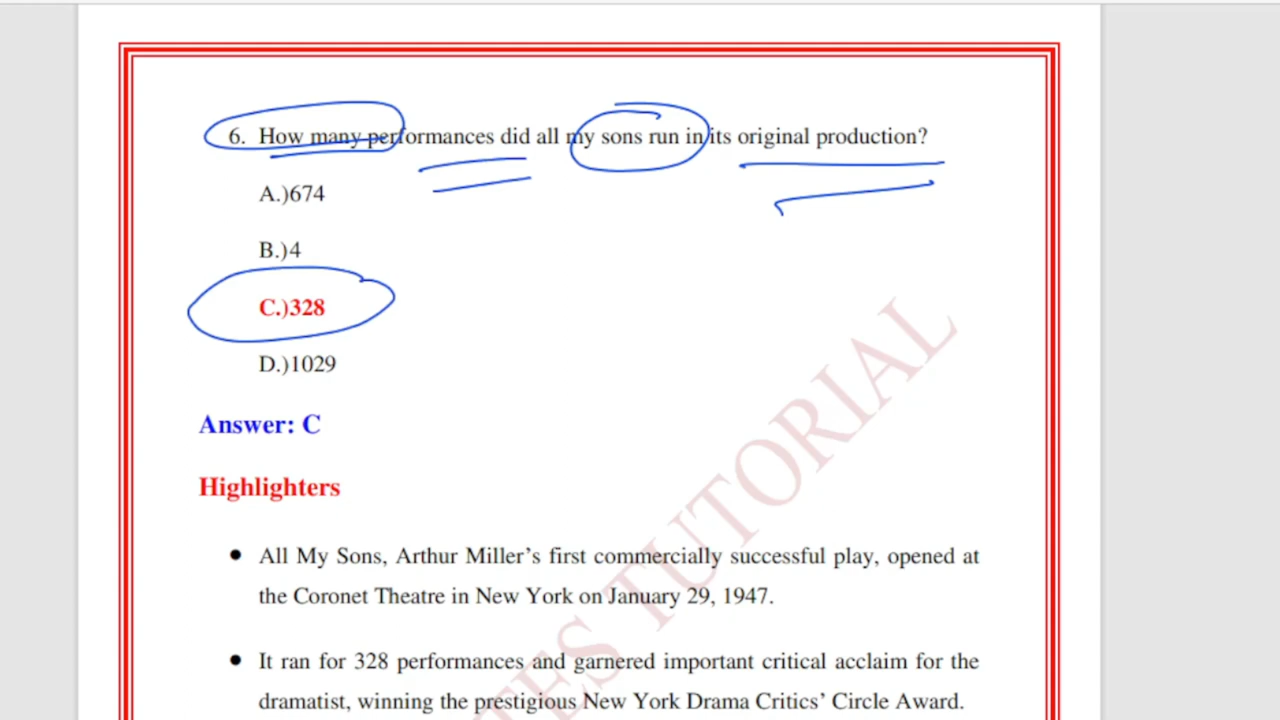 6. How many performances did all my sons run in its original production?
A.)674
B.)4
C.)328
D.)1029
Answer: C
Highlighters
● All My Sons, Arthur Miller’s first commercially successful play, opened at
the Coronet Theatre in New York on January 29, 1947.
● It ran for 328 performances and garnered important critical acclaim for the
dramatist, winning the prestigious New York Drama Critics’ Circle Award.
TES TUTORIAL